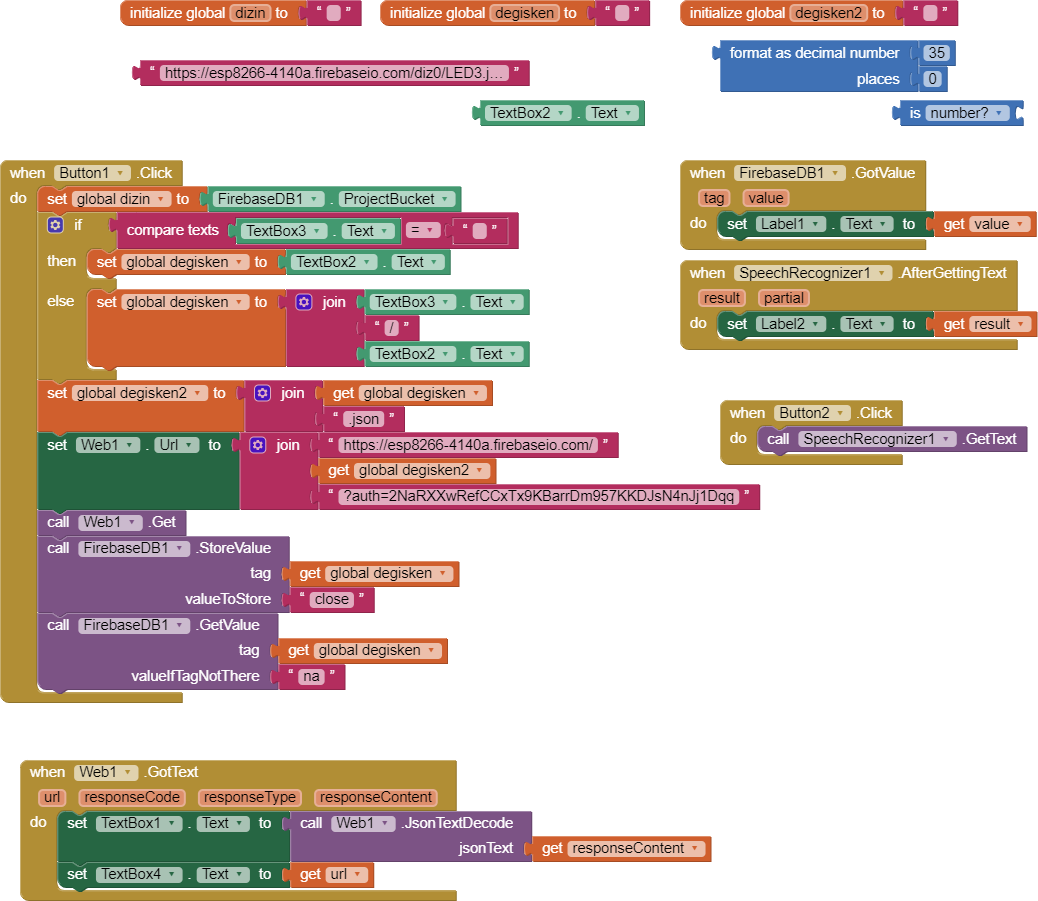 initialize global dizin to " "
initialize global degisken to " "
initialize global degisken2 to " "
" https://esp8266-4140a.firebaseio.com/diz0/LED3.j... "
format as decimal number 35
places 0
TextBox2 . Text
is number?
when Button1 .Click
do set global dizin to FirebaseDB1 . ProjectBucket
if compare texts TextBox3 . Text = " "
then set global degisken to TextBox2 . Text
else set global degisken to join TextBox3 . Text
" / "
TextBox2 . Text
set global degisken2 to join get global degisken
" .json "
set Web1 . Url to join " https://esp8266-4140a.firebaseio.com/ "
get global degisken2
" ?auth=2NaRXXwRefCCxTx9KBarrDm957KKDJsN4nJj1Dqq "
call Web1 .Get
call FirebaseDB1 .StoreValue
tag get global degisken
valueToStore " close "
call FirebaseDB1 .GetValue
tag get global degisken
valueIfTagNotThere " na "
when FirebaseDB1 .GotValue
tag value
do set Label1 . Text to get value
when SpeechRecognizer1 .AfterGettingText
result partial
do set Label2 . Text to get result
when Button2 .Click
do call SpeechRecognizer1 .GetText
when Web1 .GotText
url responseCode responseType responseContent
do set TextBox1 . Text to call Web1 .JsonTextDecode
jsonText get responseContent
set TextBox4 . Text to get url